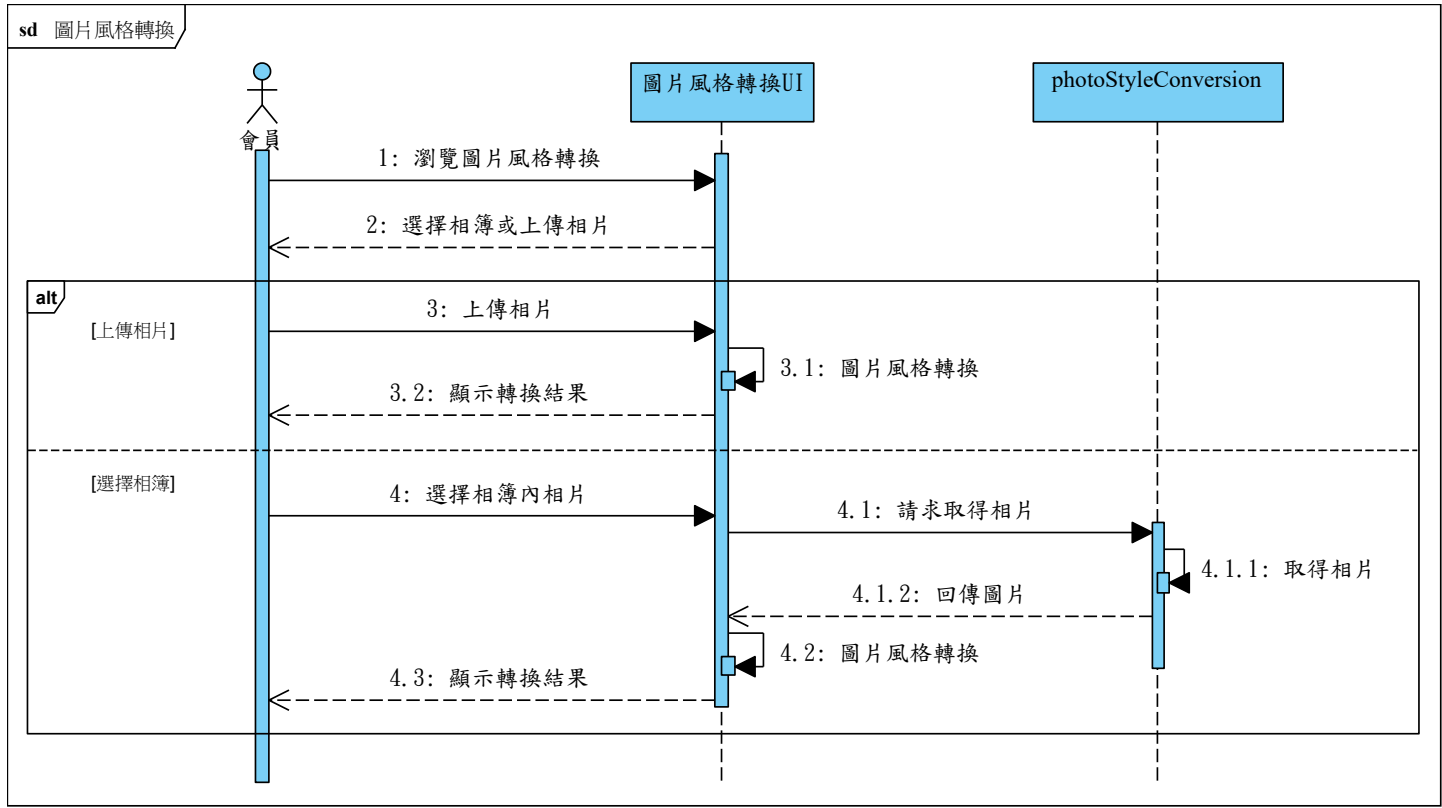 sd 圖片風格轉換
會員
圖片風格轉換UI
photoStyleConversion
1: 瀏覽圖片風格轉換
2: 選擇相簿或上傳相片
alt
[上傳相片]
3: 上傳相片
3.1: 圖片風格轉換
3.2: 顯示轉換結果
[選擇相簿]
4: 選擇相簿內相片
4.1: 請求取得相片
4.1.1: 取得相片
4.1.2: 回傳圖片
4.2: 圖片風格轉換
4.3: 顯示轉換結果